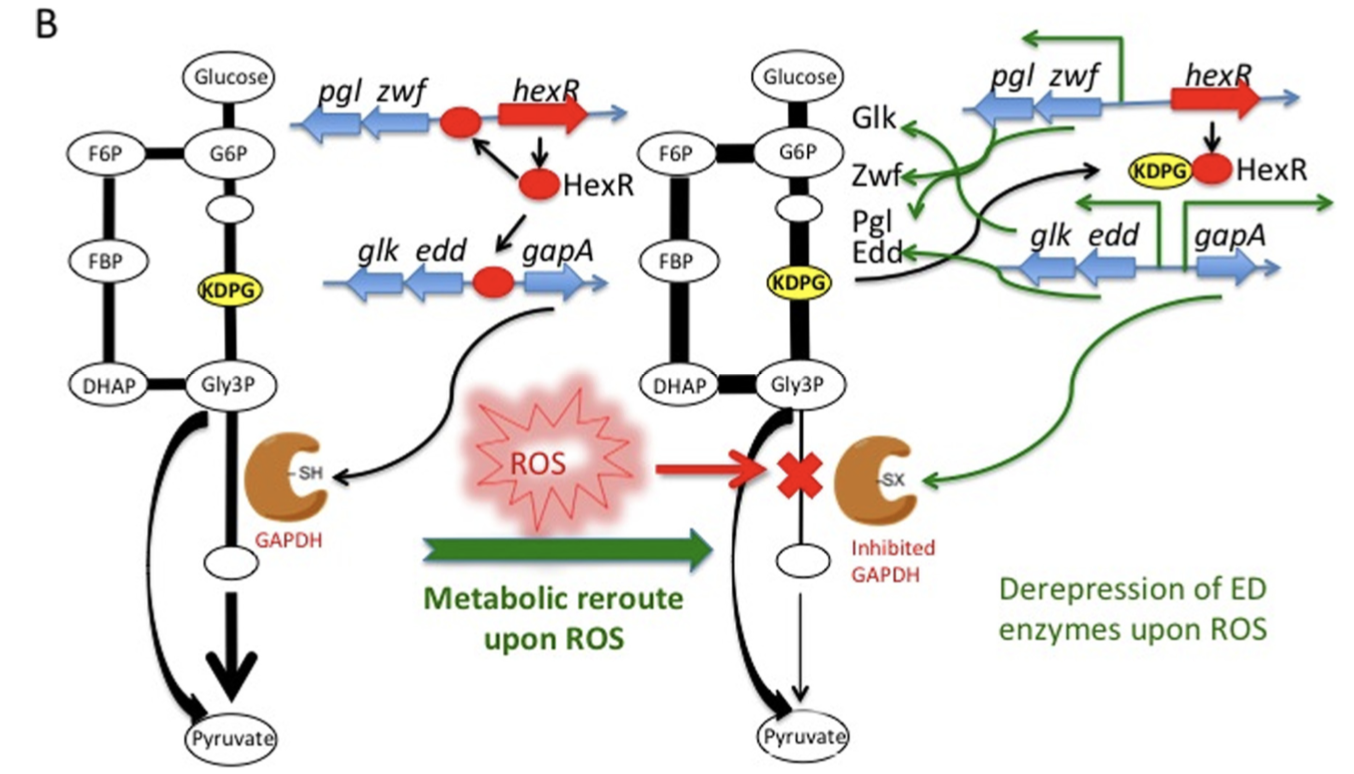 B
Glucose
pgl zwf
hexR
F6P
G6P
HexR
glk edd
gapA
FBP
KDPG
DHAP
Gly3P
-SH
GAPDH
Pyruvate
ROS
Metabolic reroute
upon ROS
Glucose
pgl zwf
hexR
Glk
F6P
G6P
Zwf
KDPG
HexR
Pgl
Edd
glk edd
gapA
FBP
KDPG
DHAP
Gly3P
-SX
Inhibited
GAPDH
Pyruvate
Derepression of ED
enzymes upon ROS